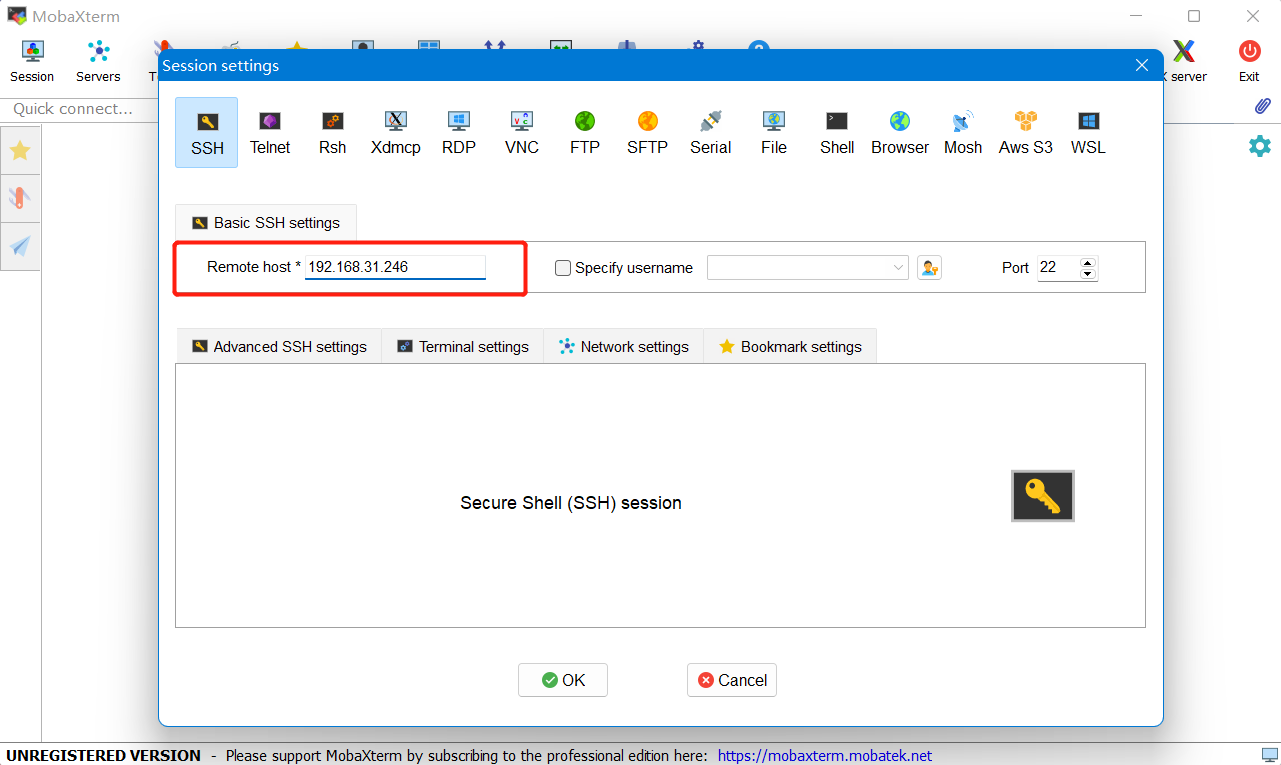 MobaXterm
Session
Servers
server
Exit
Quick connect...
Session settings
SSH
Telnet
Rsh
Xdmcp
RDP
VNC
FTP
SFTP
Serial
File
Shell
Browser
Mosh
Aws S3
WSL
Basic SSH settings
Remote host * 192.168.31.246
Specify username
Port 22
Advanced SSH settings
Terminal settings
Network settings
Bookmark settings
Secure Shell (SSH) session
OK
Cancel
UNREGISTERED VERSION - Please support MobaXterm by subscribing to the professional edition here: https://mobaxterm.mobatek.net